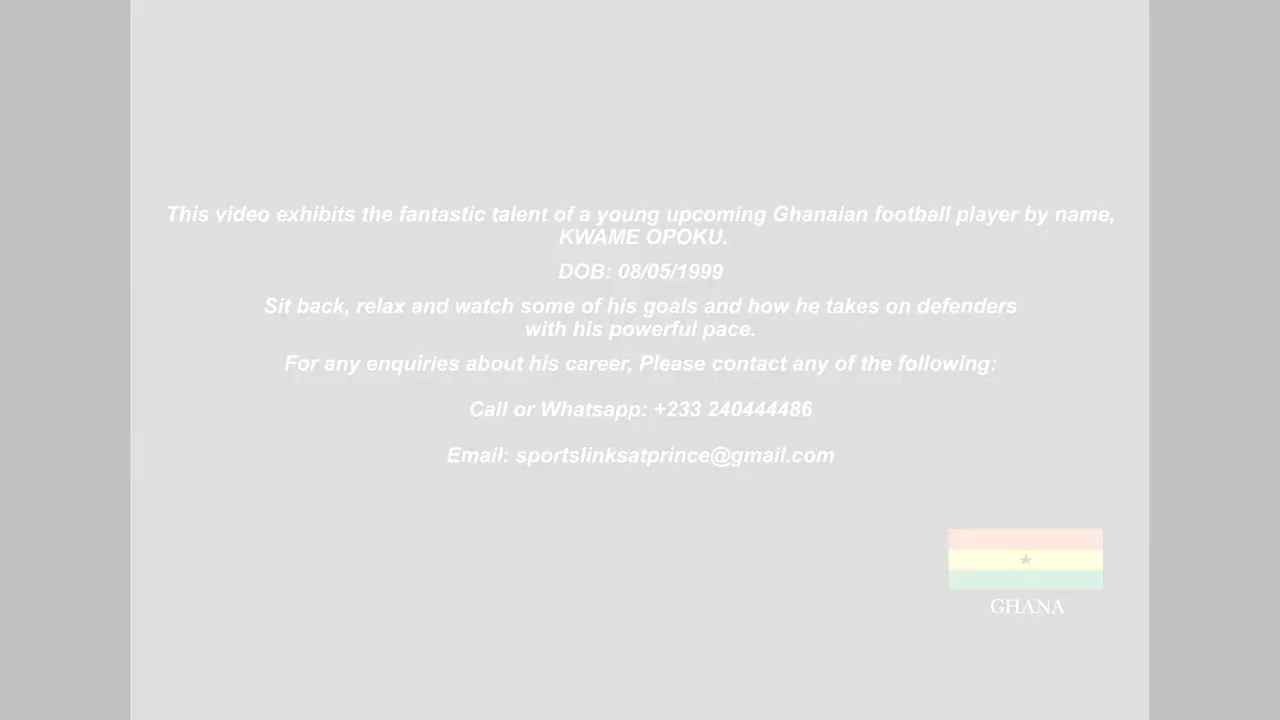 This video exhibits the fantastic talent of a young upcoming Ghanaian football player by name,
KWAME OPOKU.
DOB: 08/05/1999
Sit back, relax and watch some of his goals and how he takes on defenders
with his powerful pace.
For any enquiries about his career, Please contact any of the following:
Call or Whatsapp: +233 240444486
Email: sportslinksatprince@gmail.com
GHANA